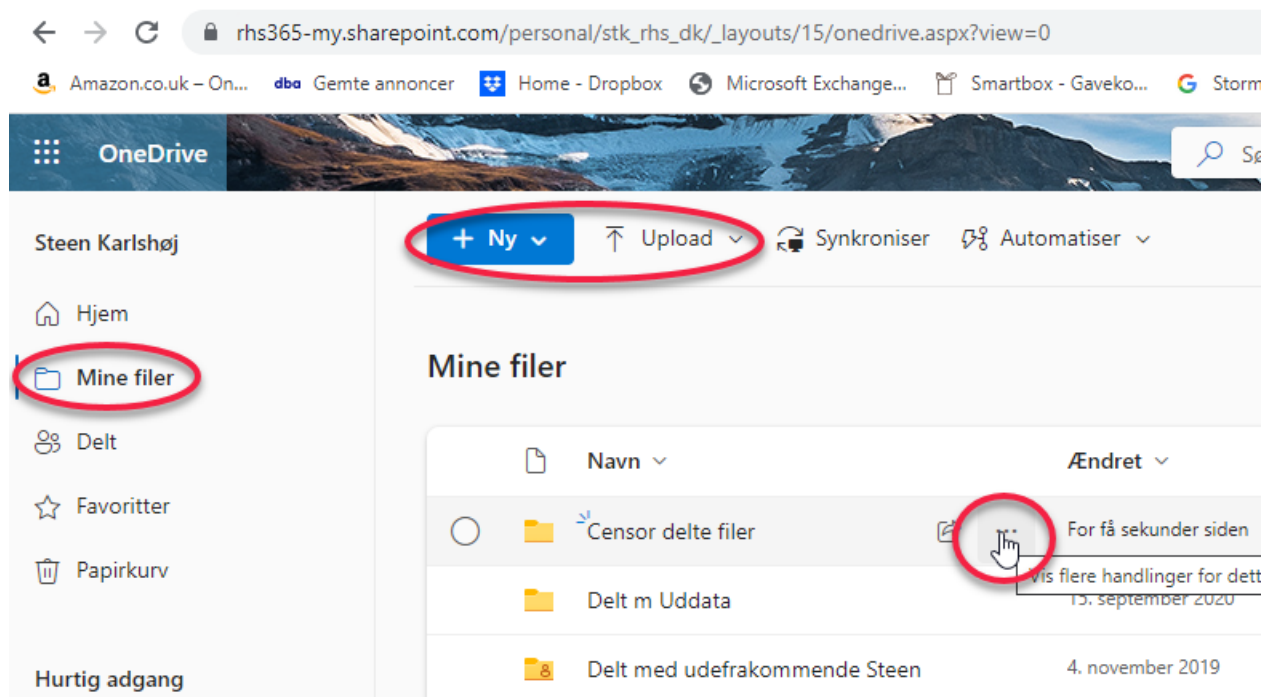 rhs365-my.sharepoint.com/personal/stk_rhs_dk/_layouts/15/onedrive.aspx?view=0
Amazon.co.uk – On... dba Gemte annoncer Home - Dropbox Microsoft Exchange... Smartbox - Gaveko... Storm
OneDrive
Steen Karlshøj
+ Ny Upload Synkroniser Automatiser
Hjem
Mine filer
Delt
Favoritter
Papirkurv
Hurtig adgang
Mine filer
Navn Ændret
Censor delte filer For få sekunder siden
Vis flere handlinger for dett
Delt m Uddata 15. september 2020
Delt med udefrakommende Steen 4. november 2019